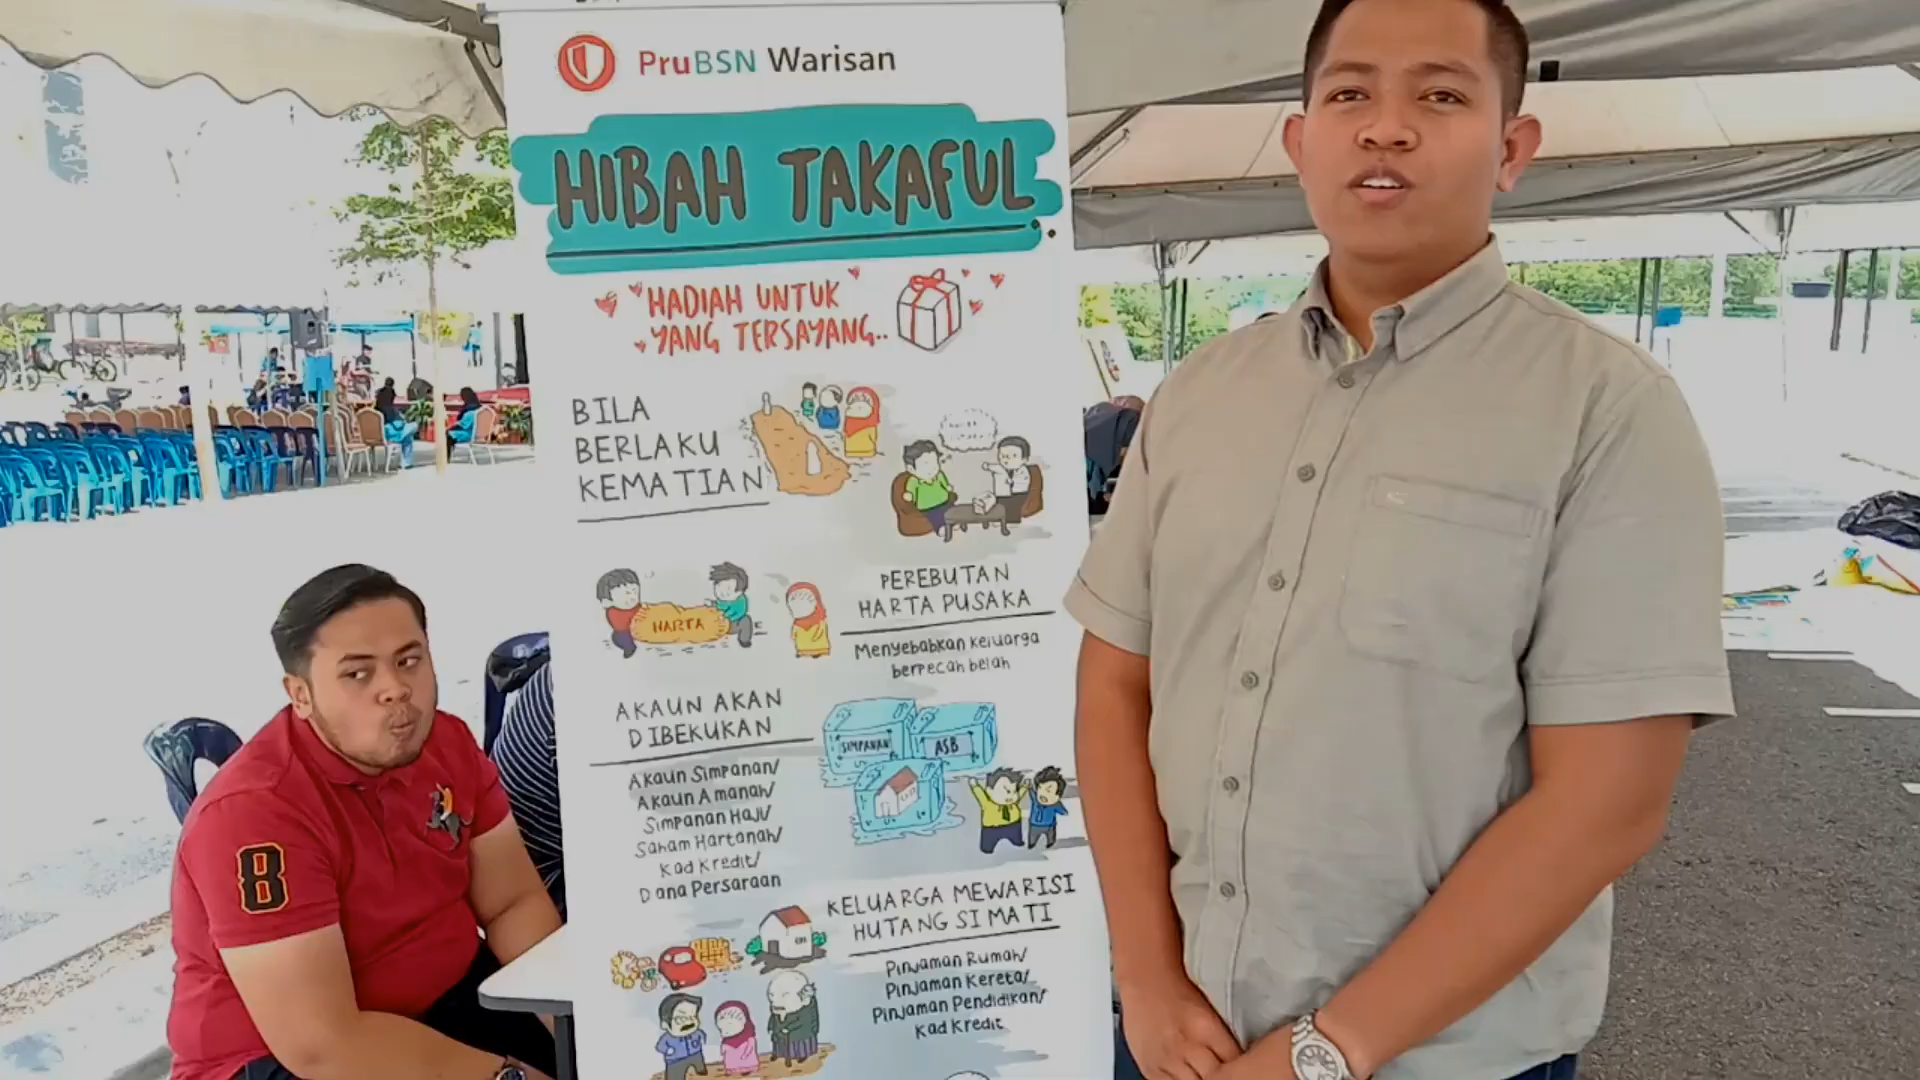 PruBSN Warisan
HIBAH TAKAFUL
HADIAH UNTUK
YANG TERSAYANG..
BILA
BERLAKU
KEMATIAN
HARTA
PEREBUTAN
HARTA PUSAKA
Menyebabkan keluarga
berpecah belah
AKAUN AKAN
DIBEKUKAN
SIMPANAN
ASB
Akaun Simpanan/
Akaun Amanah/
Simpanan Haji/
Saham Hartanah/
Kad Kredit/
Dana Persaraan
KELUARGA MEWARISI
HUTANG SI MATI
Pinjaman Rumah/
Pinjaman Kereta/
Pinjaman Pendidikan/
Kad Kredit
8